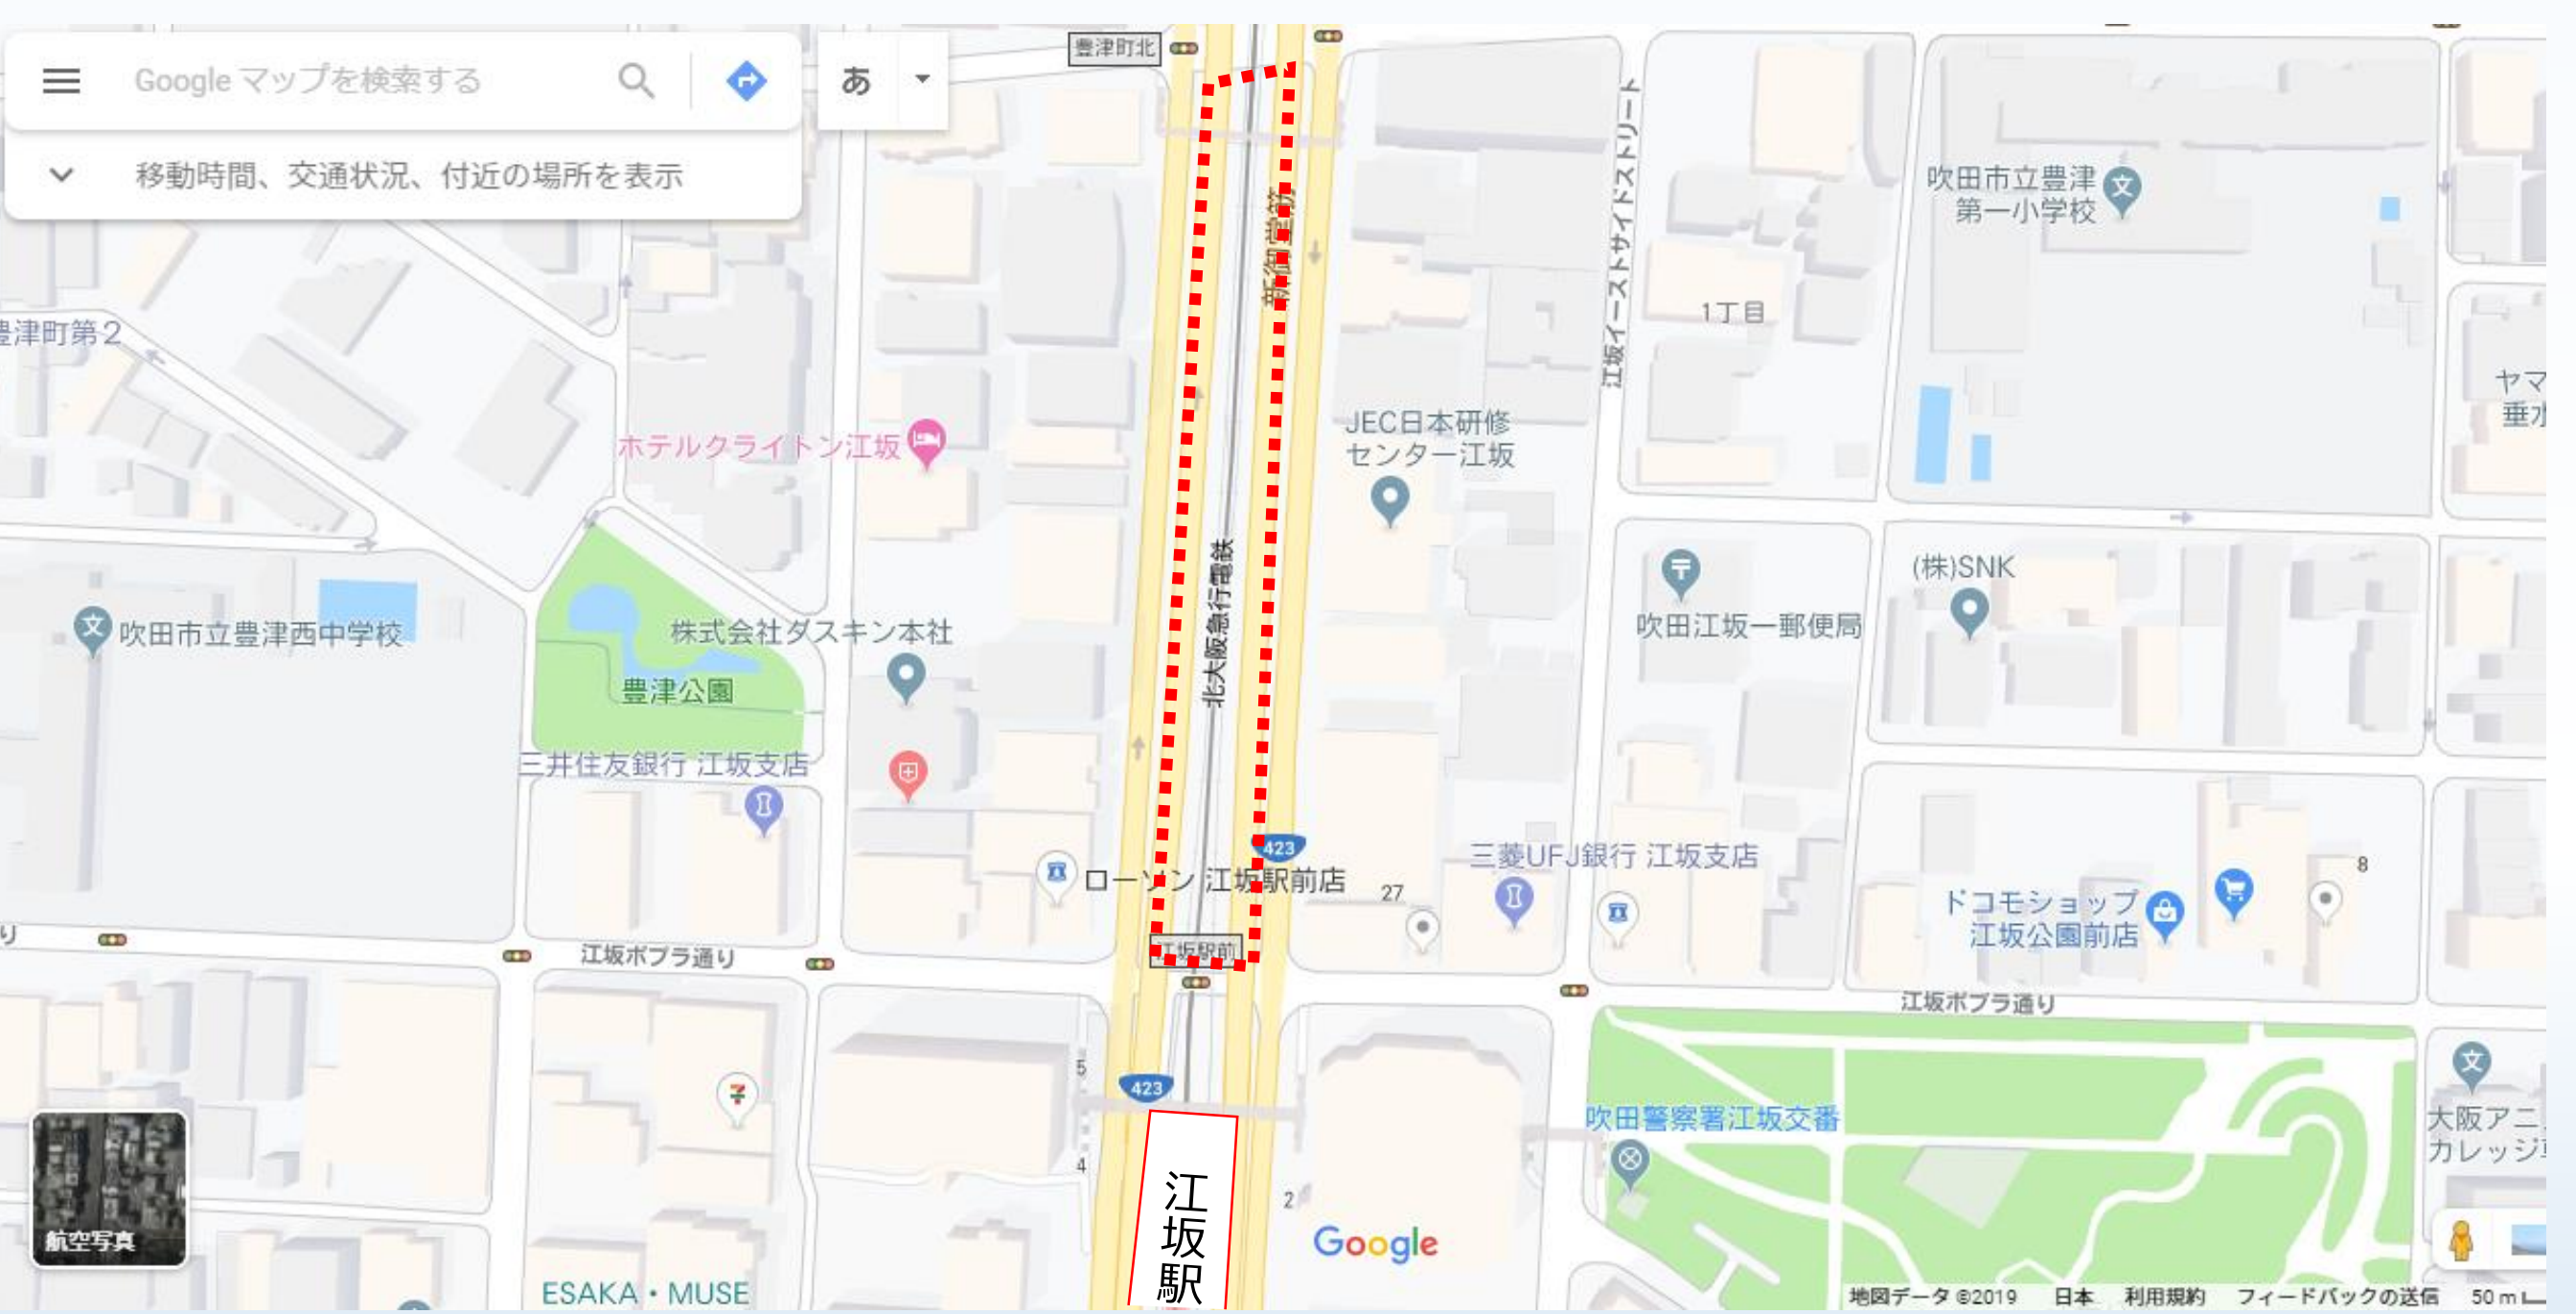 豊津町北
Google マップを検索する
あ
移動時間、交通状況、付近の場所を表示
江坂イーストサイドストリート
吹田市立豊津
第一小学校
新御堂筋
1丁目
豊津町第2
ヤマ
垂水
ホテルクライトン江坂
JEC日本研修
センター江坂
北大阪急行電鉄
(株)SNK
吹田江坂一郵便局
吹田市立豊津西中学校
株式会社ダスキン本社
豊津公園
三井住友銀行 江坂支店
423
三菱UFJ銀行 江坂支店
ローソン 江坂駅前店
27
8
ドコモショップ
江坂公園前店
り
江坂ポプラ通り
江坂駅前
江坂ポプラ通り
5
423
吹田警察署江坂交番
大阪アニ
カレッジ
4
2
江坂駅
航空写真
Google
ESAKA・MUSE
地図データ ©2019 日本 利用規約 フィードバックの送信 50 m